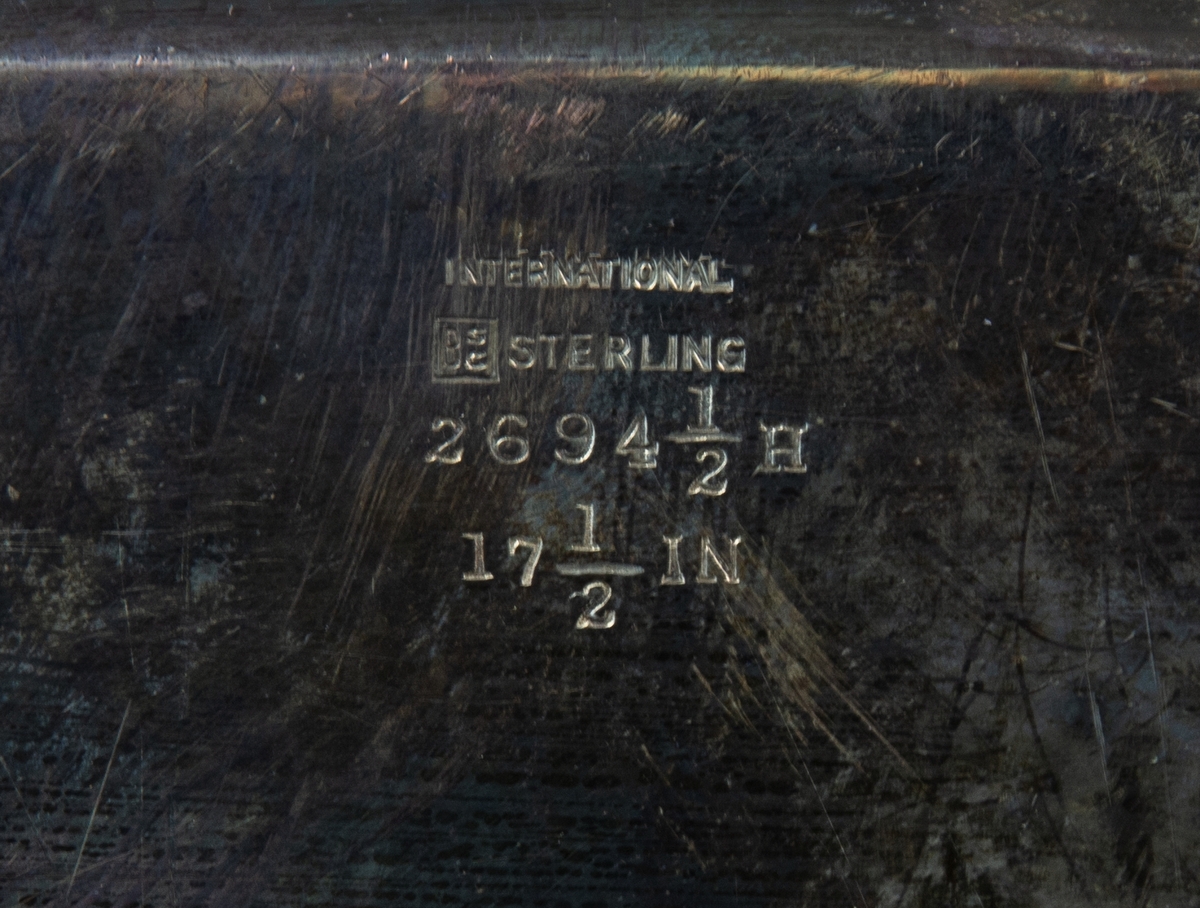 INTERNATIONAL
STERLING
2694 1/2 H
17 1/2 IN